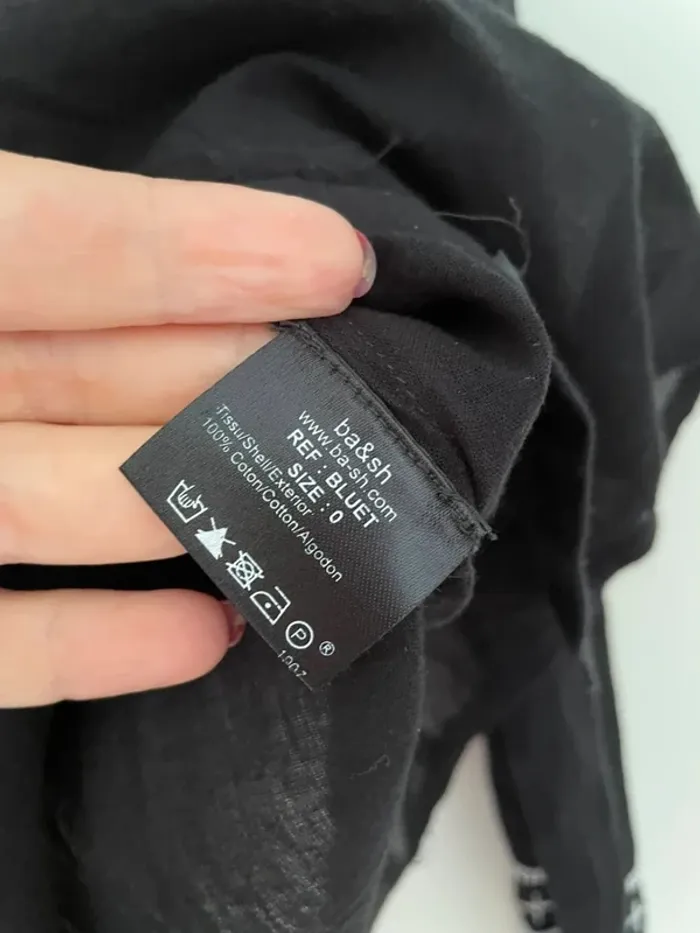 ba&sh
www.ba-sh.com
REF : BLUET
SIZE : 0
Tissu/Shell/Exterior
100% Coton/Cotton/Algodon
P ®